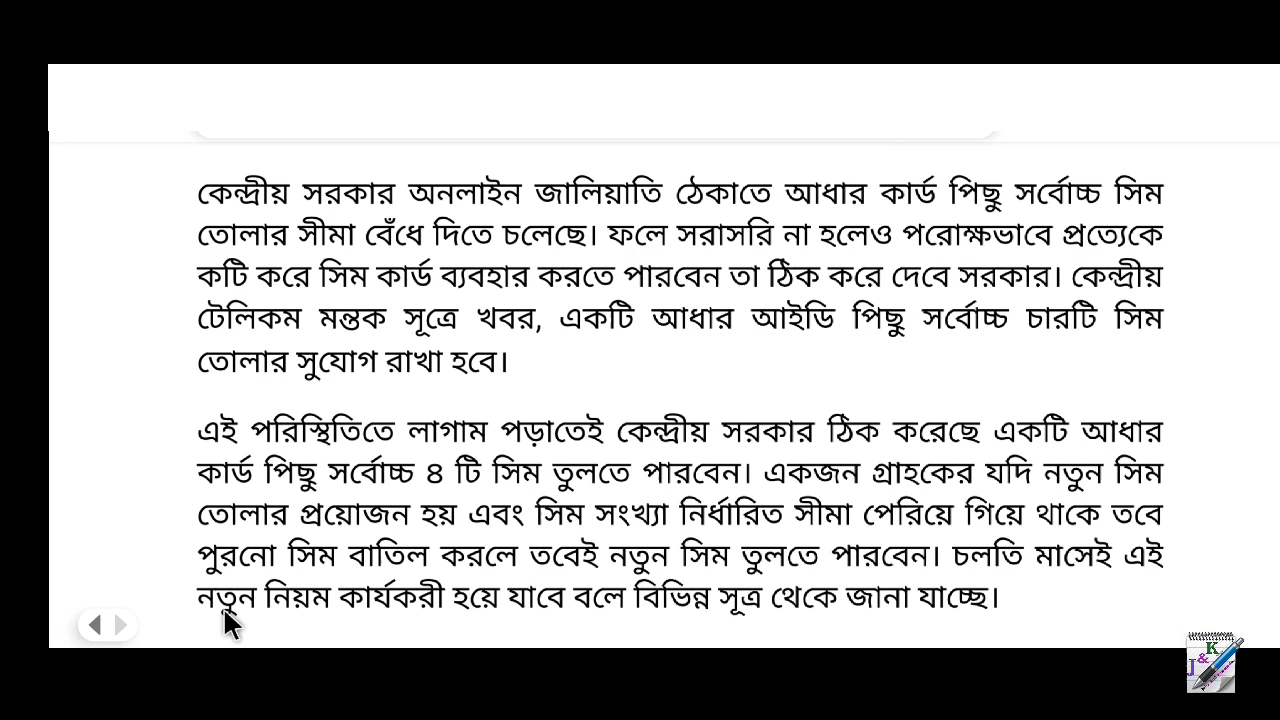 কেন্দ্রীয় সরকার অনলাইন জালিয়াতি ঠেকাতে আধার কার্ড পিছু সর্বোচ্চ সিম
তোলার সীমা বেঁধে দিতে চলেছে। ফলে সরাসরি না হলেও পরোক্ষভাবে প্রত্যেকে
কটি করে সিম কার্ড ব্যবহার করতে পারবেন তা ঠিক করে দেবে সরকার। কেন্দ্রীয়
টেলিকম মন্তক সূত্রে খবর, একটি আধার আইডি পিছু সর্বোচ্চ চারটি সিম
তোলার সুযোগ রাখা হবে।
এই পরিস্থিতিতে লাগাম পড়াতেই কেন্দ্রীয় সরকার ঠিক করেছে একটি আধার
কার্ড পিছু সর্বোচ্চ ৪ টি সিম তুলতে পারবেন। একজন গ্রাহকের যদি নতুন সিম
তোলার প্রয়োজন হয় এবং সিম সংখ্যা নির্ধারিত সীমা পেরিয়ে গিয়ে থাকে তবে
পুরনো সিম বাতিল করলে তবেই নতুন সিম তুলতে পারবেন। চলতি মাসেই এই
নতুন নিয়ম কার্যকরী হয়ে যাবে বলে বিভিন্ন সূত্র থেকে জানা যাচ্ছে।
J&K